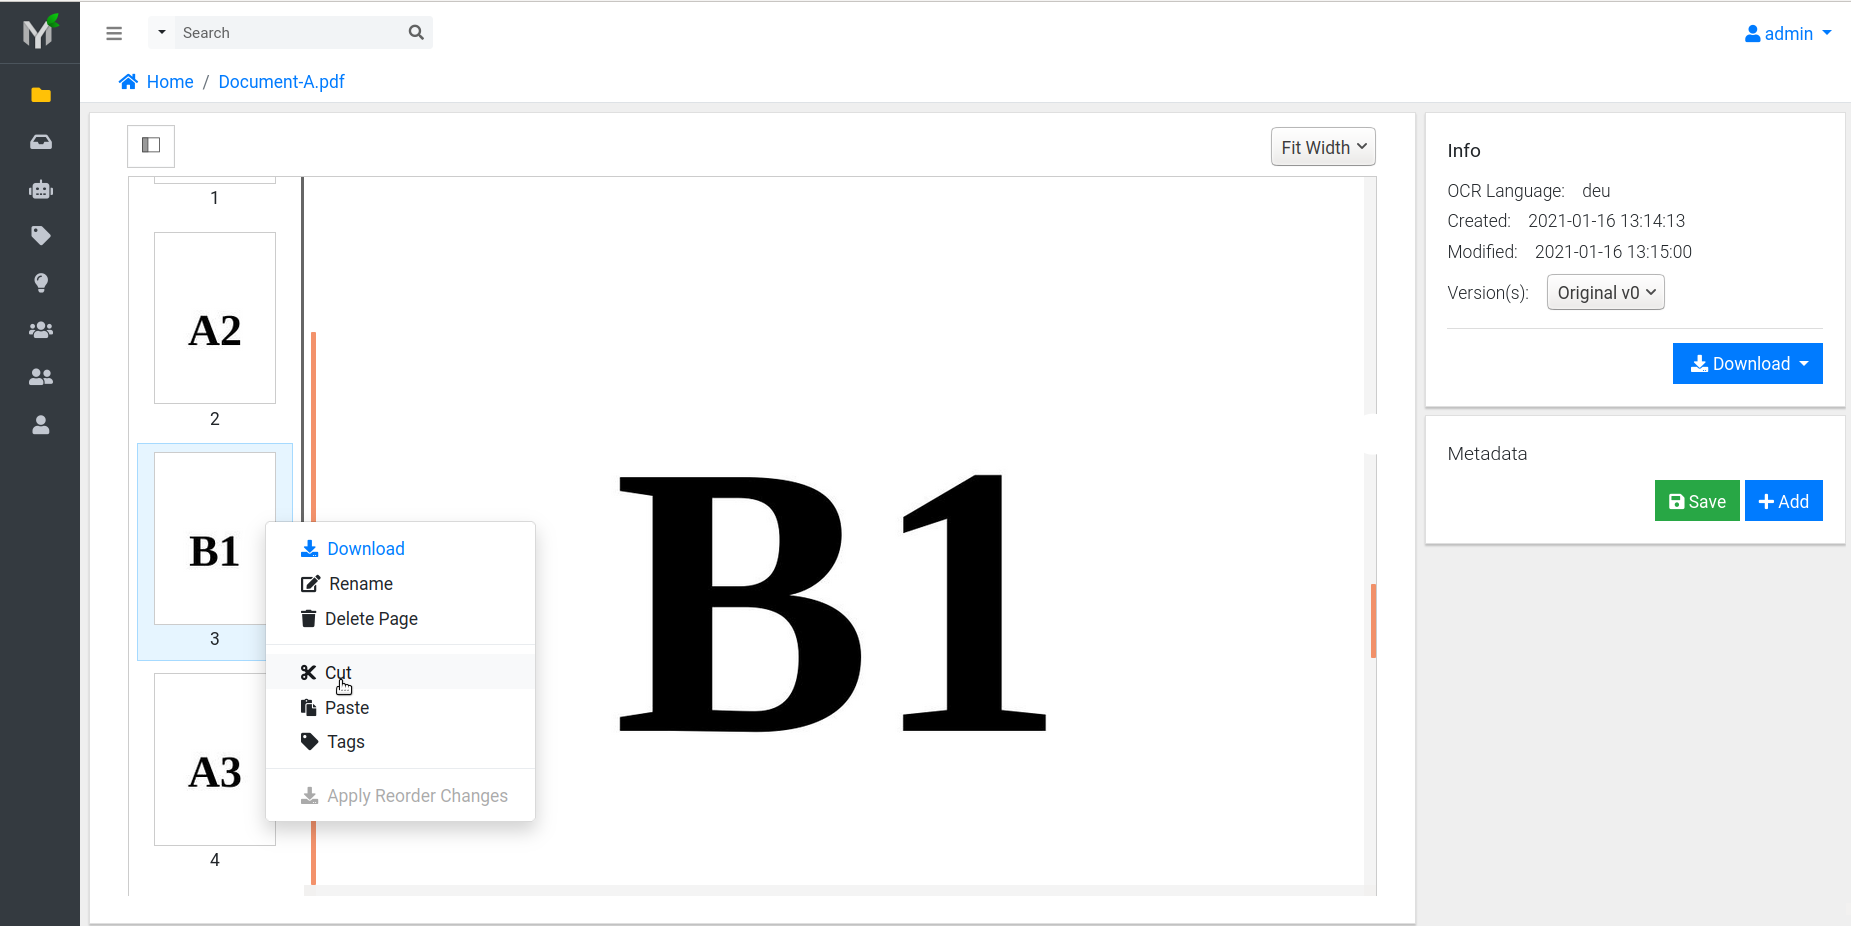 Search
admin
Home / Document-A.pdf
Fit Width
1
A2
2
B1
3
A3
4
B1
Download
Rename
Delete Page
Cut
Paste
Tags
Apply Reorder Changes
Info
OCR Language: deu
Created: 2021-01-16 13:14:13
Modified: 2021-01-16 13:15:00
Version(s): Original v0
Download
Metadata
Save Add